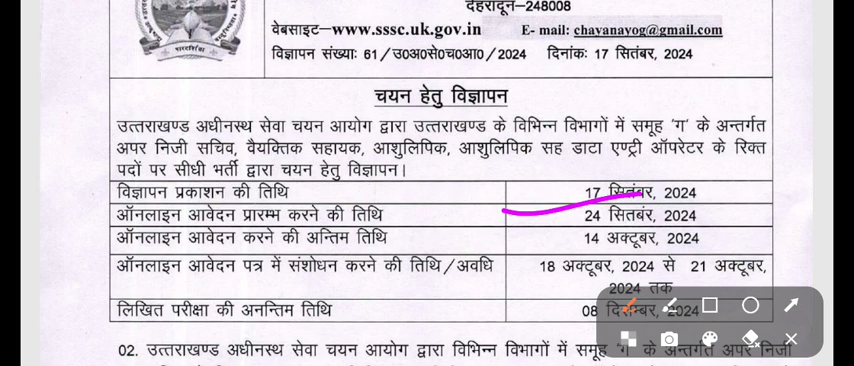 देहरादून–248008
वेबसाइट–www.sssc.uk.gov.in E- mail: chayanayog@gmail.com
विज्ञापन संख्याः 61/उ0अ0से0च0आ0/2024 दिनांकः 17 सितंबर, 2024
चयन हेतु विज्ञापन
उत्तराखण्ड अधीनस्थ सेवा चयन आयोग द्वारा उत्तराखण्ड के विभिन्न विभागों में समूह 'ग' के अन्तर्गत
अपर निजी सचिव, वैयक्तिक सहायक, आशुलिपिक, आशुलिपिक सह डाटा एण्ट्री ऑपरेटर के रिक्त
पदों पर सीधी भर्ती द्वारा चयन हेतु विज्ञापन।
विज्ञापन प्रकाशन की तिथि 17 सितंबर, 2024
ऑनलाइन आवेदन प्रारम्भ करने की तिथि 24 सितबंर, 2024
ऑनलाइन आवेदन करने की अन्तिम तिथि 14 अक्टूबर, 2024
ऑनलाइन आवेदन पत्र में संशोधन करने की तिथि/अवधि 18 अक्टूबर, 2024 से 21 अक्टूबर,
2024 तक
लिखित परीक्षा की अनन्तिम तिथि 08 दिसम्बर, 2024
02. उत्तराखण्ड अधीनस्थ सेवा चयन आयोग द्वारा विभिन्न विभागों में समूह 'ग' के अन्तर्गत अपर निजी